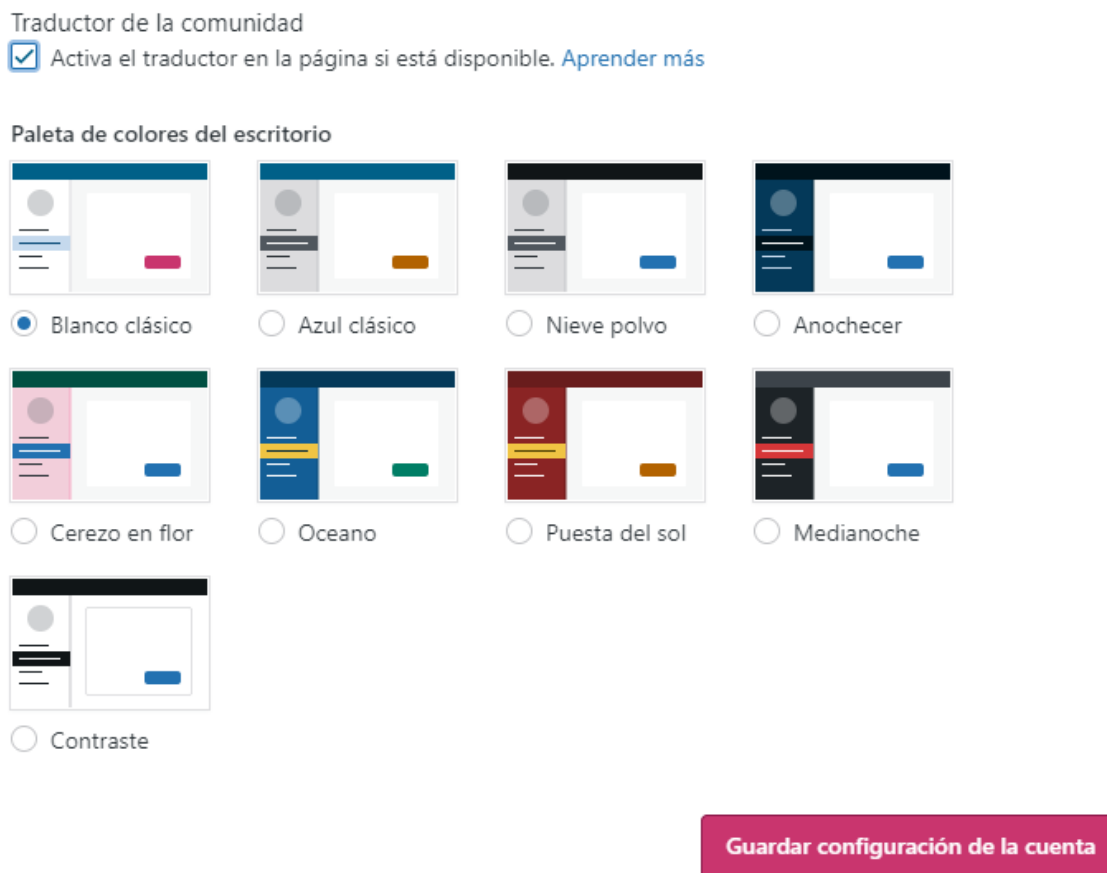 Traductor de la comunidad
Activa el traductor en la página si está disponible. Aprender más
Paleta de colores del escritorio
Blanco clásico
Azul clásico
Nieve polvo
Anochecer
Cerezo en flor
Oceano
Puesta del sol
Medianoche
Contraste
Guardar configuración de la cuenta